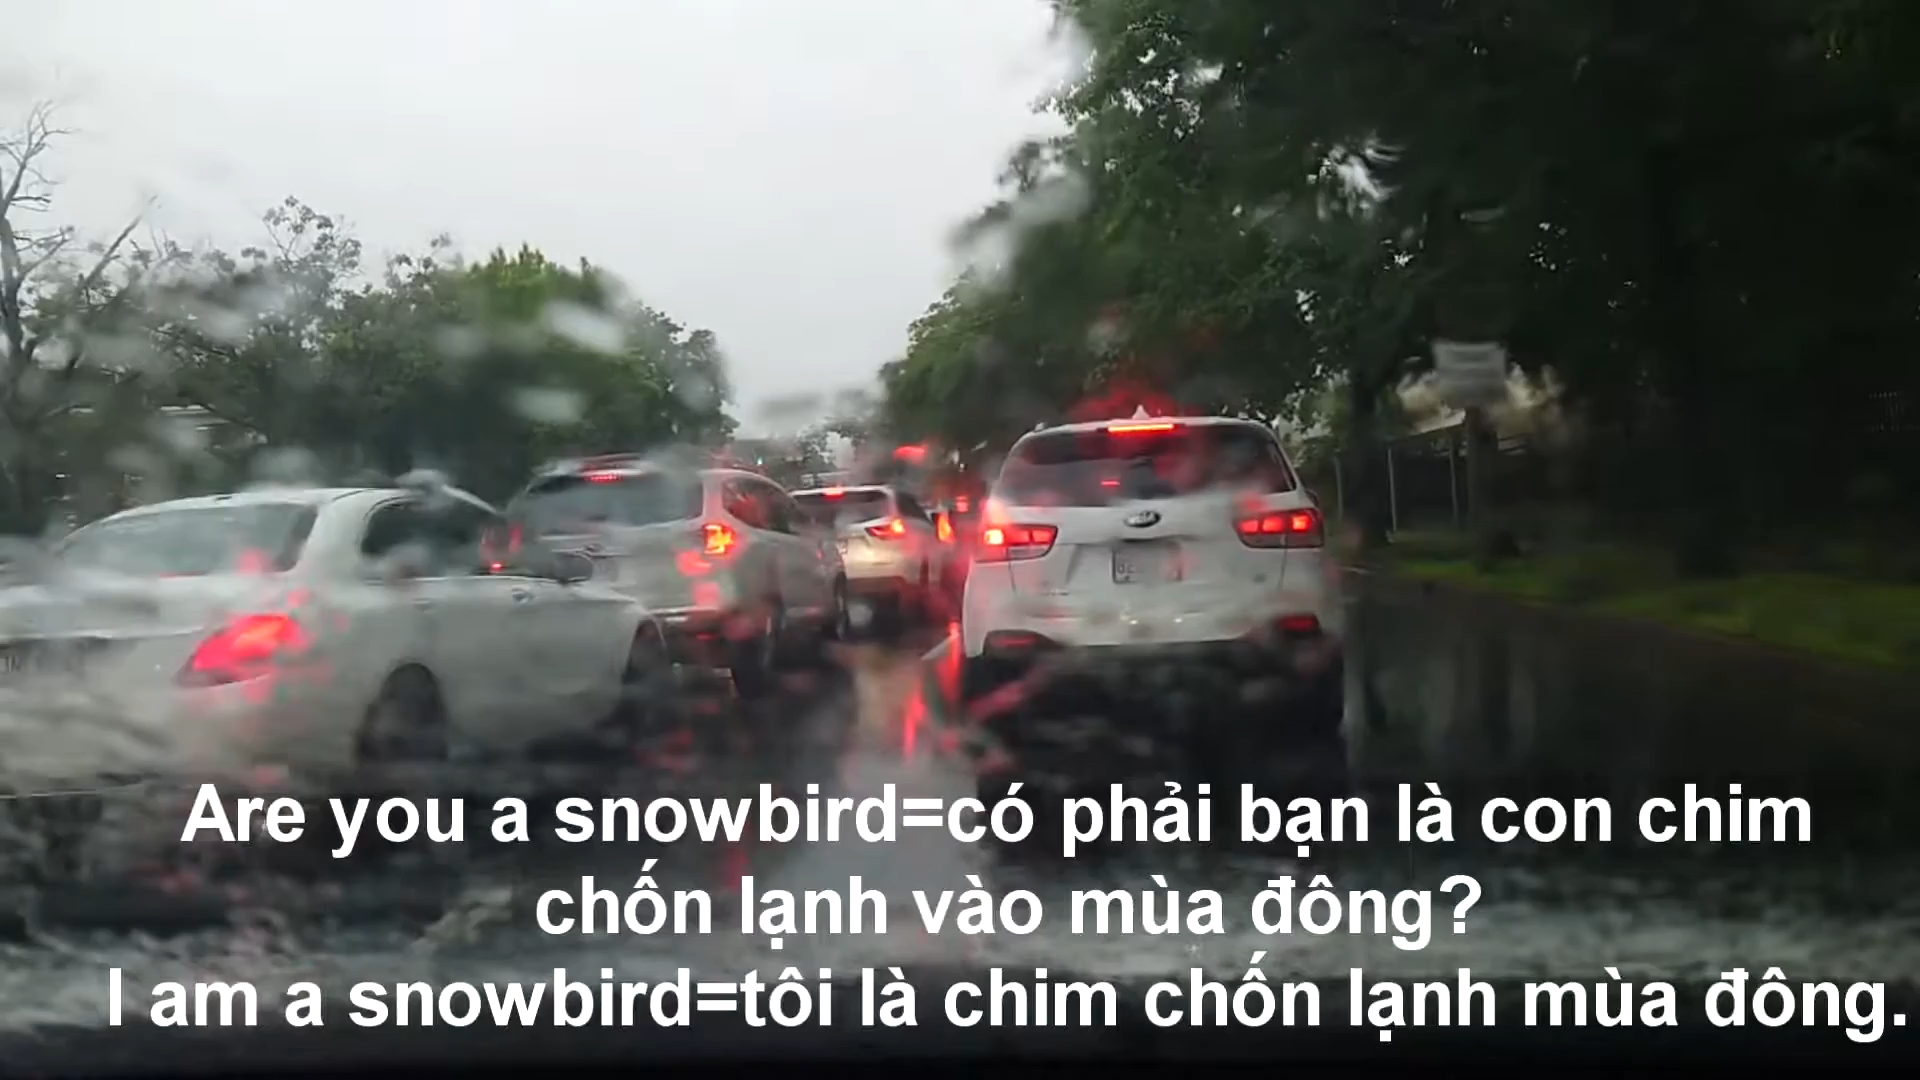 Are you a snowbird=có phải bạn là con chim
chốn lạnh vào mùa đông?
I am a snowbird=tôi là chim chốn lạnh mùa đông.